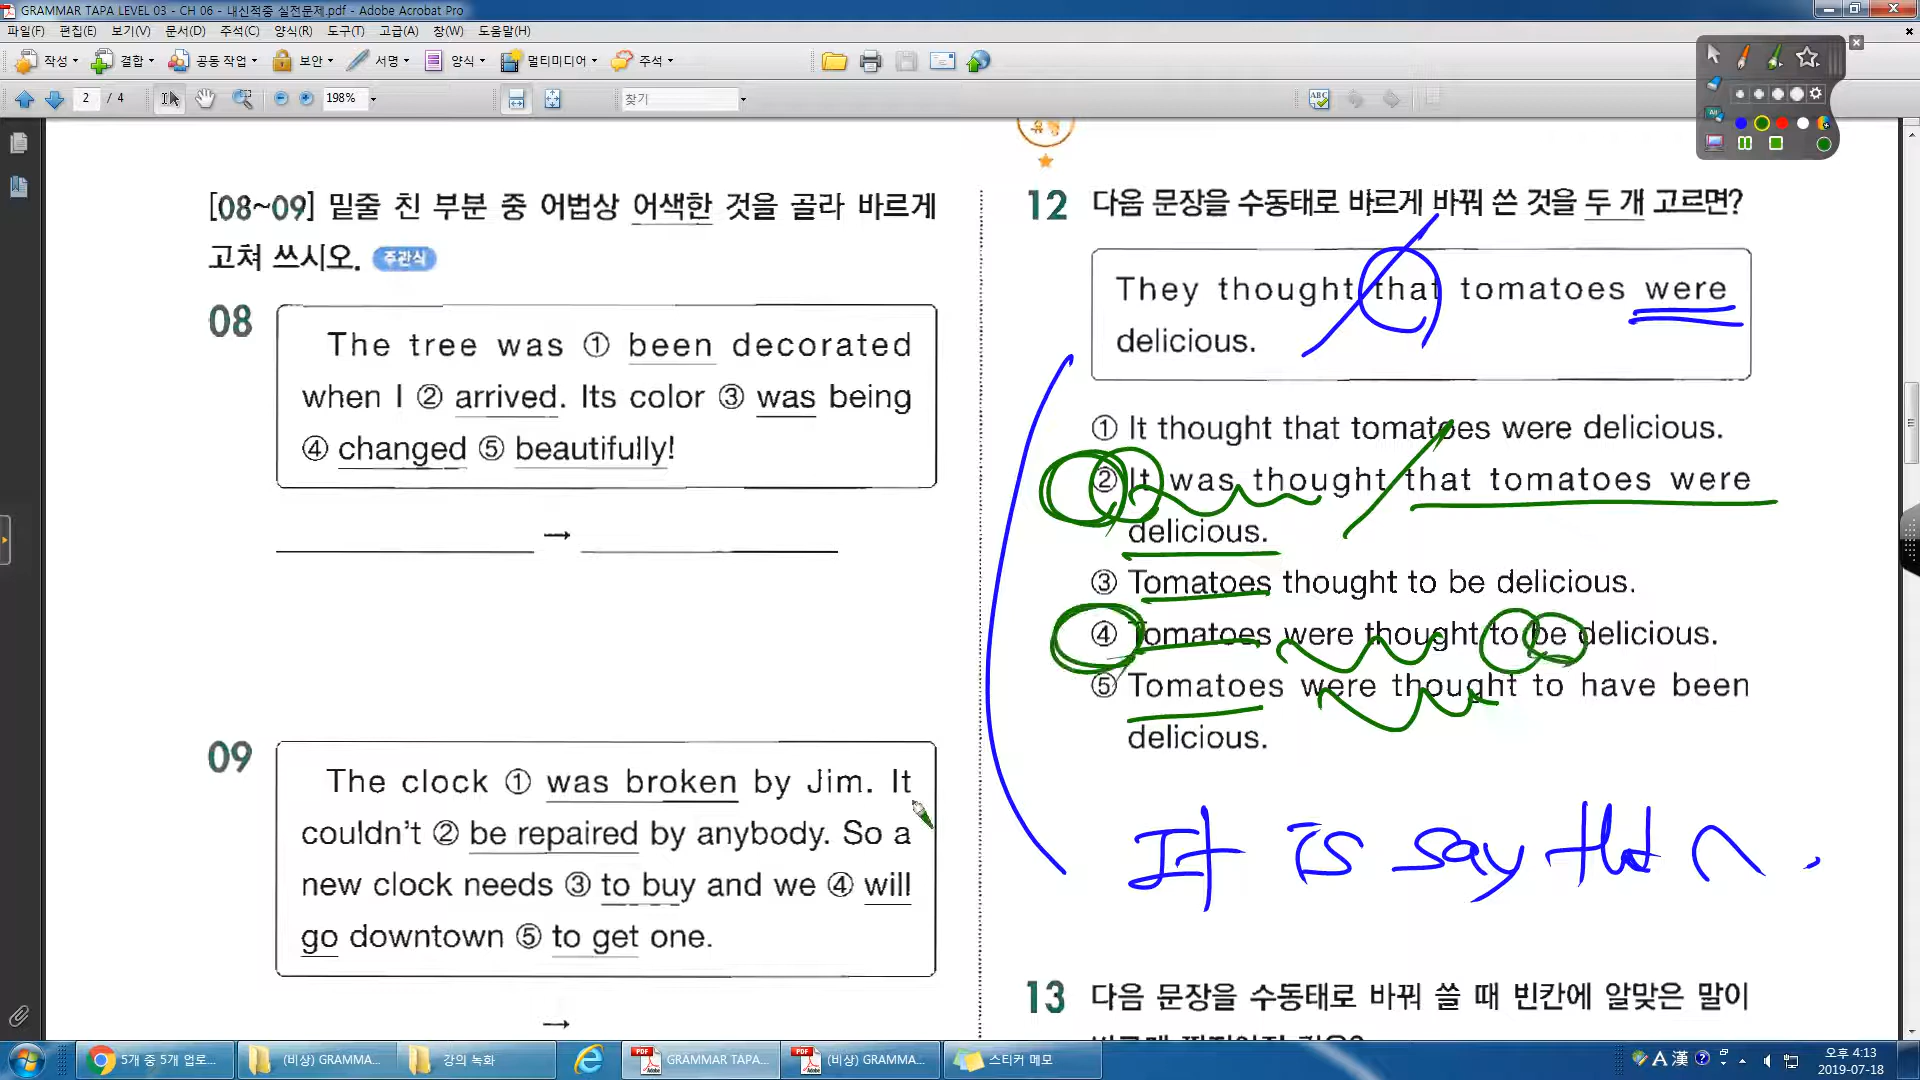 GRAMMAR TAPA LEVEL 03 - CH 06 - 내신적중 실전문제.pdf - Adobe Acrobat Pro
파일(F) 편집(E) 보기(V) 문서(D) 주석(C) 양식(R) 도구(T) 고급(A) 창(W) 도움말(H)
작성 결합 공동 작업 보안 서명 양식 멀티미디어 주석
2 / 4 198% 찾기
[08~09] 밑줄 친 부분 중 어법상 어색한 것을 골라 바르게
고쳐 쓰시오. 주관식
08
The tree was ① been decorated
when I ② arrived. Its color ③ was being
④ changed ⑤ beautifully!
→
09
The clock ① was broken by Jim. It
couldn't ② be repaired by anybody. So a
new clock needs ③ to buy and we ④ will
go downtown ⑤ to get one.
→
12 다음 문장을 수동태로 바르게 바꿔 쓴 것을 두 개 고르면?
They thought that tomatoes were
delicious.
① It thought that tomatoes were delicious.
② It was thought that tomatoes were
delicious.
③ Tomatoes thought to be delicious.
④ Tomatoes were thought to be delicious.
⑤ Tomatoes were thought to have been
delicious.
It is say that
13 다음 문장을 수동태로 바꿔 쓸 때 빈칸에 알맞은 말이
5개 중 5개 업로... (비상) GRAMMA... 강의 녹화 GRAMMAR TAPA... (비상) GRAMMA... 스티커 메모
A 漢
오후 4:13
2019-07-18